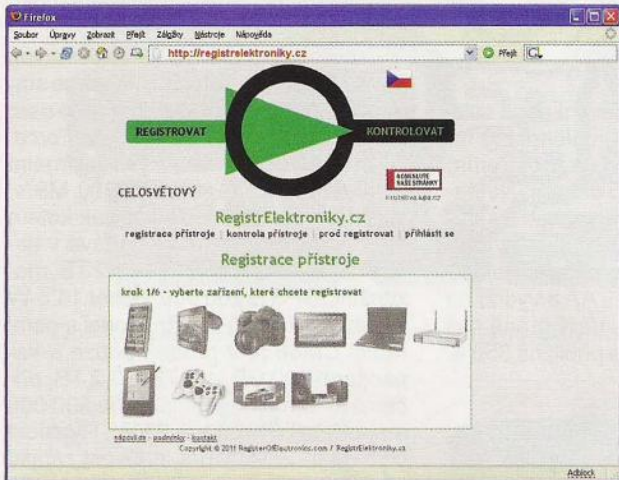 Firefox
Soubor Úpravy Zobrazit Přejít Záložky Nástroje Nápověda
http://registrelektroniky.cz Přejít
REGISTROVAT KONTROLOVAT
CELOSVĚTOVÝ
NAŠE STRÁNKY
RegistrElektroniky.cz
registrace přístroje | kontrola přístroje | proč registrovat | přihlásit se
Registrace přístroje
krok 1/6 - vyberte zařízení, které chcete registrovat
nápověda - podmínky - kontakt
Copyright © 2011 RegisterOfElectronics.com / RegistrElektroniky.cz
Adblock